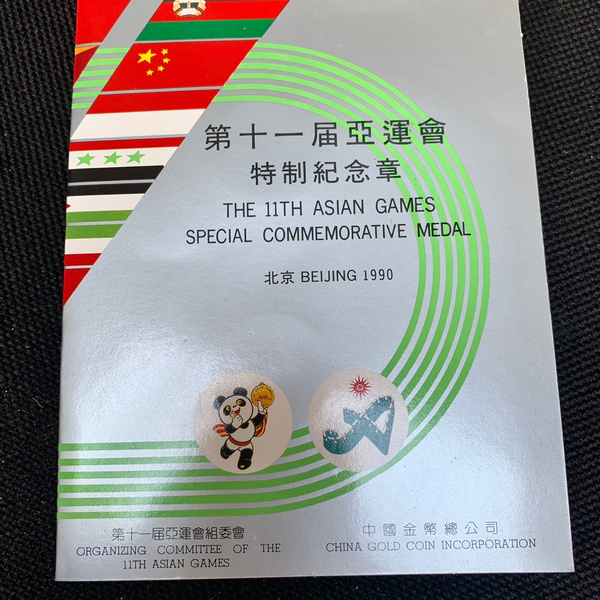 第十一届亞運會
特制紀念章
THE 11TH ASIAN GAMES
SPECIAL COMMEMORATIVE MEDAL
北京 BEIJING 1990
第十一届亞運會組委會
ORGANIZING COMMITTEE OF THE
11TH ASIAN GAMES
中國金幣總公司
CHINA GOLD COIN INCORPORATION